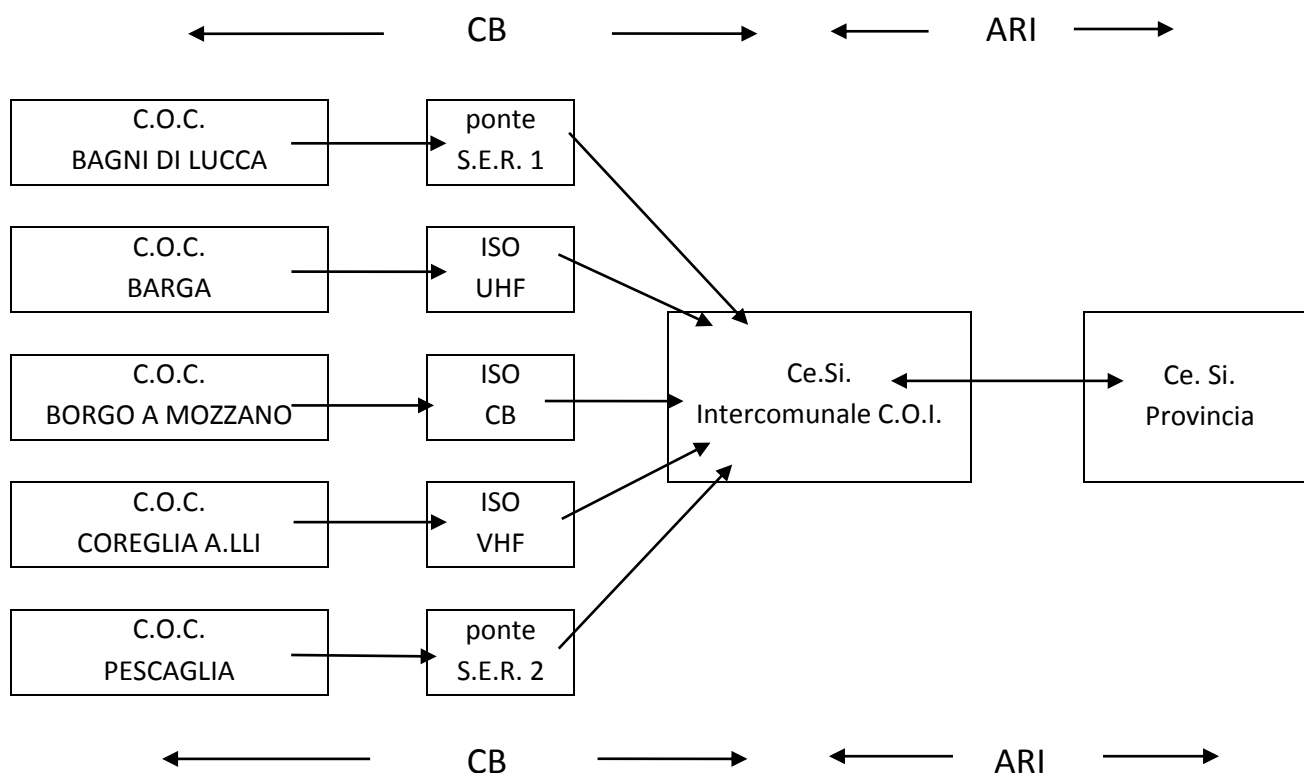 CB ARI
C.O.C.
BAGNI DI LUCCA
ponte
S.E.R. 1
C.O.C.
BARGA
ISO
UHF
C.O.C.
BORGO A MOZZANO
ISO
CB
Ce.Si.
Intercomunale C.O.I.
Ce. Si.
Provincia
C.O.C.
COREGLIA A.LLI
ISO
VHF
C.O.C.
PESCAGLIA
ponte
S.E.R. 2
CB ARI